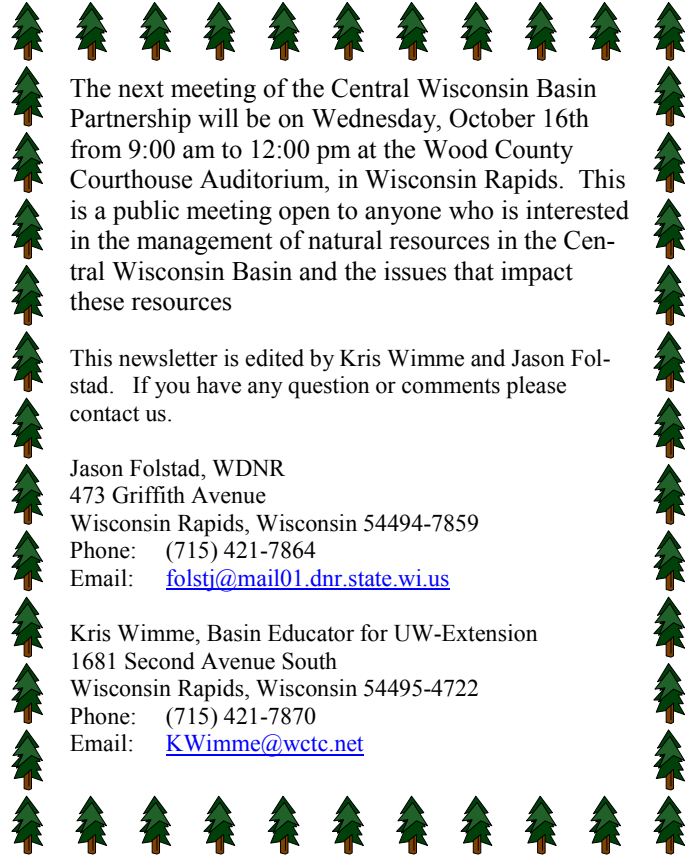 The next meeting of the Central Wisconsin Basin
Partnership will be on Wednesday, October 16th
from 9:00 am to 12:00 pm at the Wood County
Courthouse Auditorium, in Wisconsin Rapids.  This
is a public meeting open to anyone who is interested
in the management of natural resources in the Cen-
tral Wisconsin Basin and the issues that impact
these resources
This newsletter is edited by Kris Wimme and Jason Fol-
stad.   If you have any question or comments please
contact us.
Jason Folstad, WDNR
473 Griffith Avenue
Wisconsin Rapids, Wisconsin 54494-7859
Phone:    (715) 421-7864
Email:    folstj@mail01.dnr.state.wi.us
Kris Wimme, Basin Educator for UW-Extension
1681 Second Avenue South
Wisconsin Rapids, Wisconsin 54495-4722
Phone:    (715) 421-7870
Email:    KWimme@wctc.net